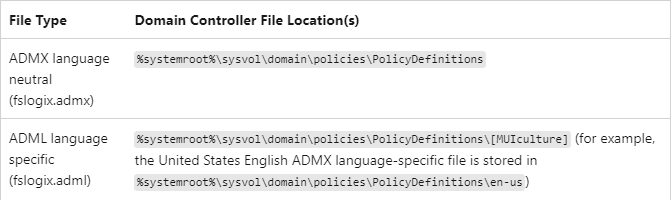 File Type Domain Controller File Location(s)
ADMX language %systemroot%\sysvol\domain\policies\PolicyDefinitions
neutral
(fslogix.admx)
ADML language %systemroot%\sysvol\domain\policies\PolicyDefinitions\[MUIculture] (for example,
specific the United States English ADMX language-specific file is stored in
(fslogix.adml) %systemroot%\sysvol\domain\policies\PolicyDefinitions\en-us)